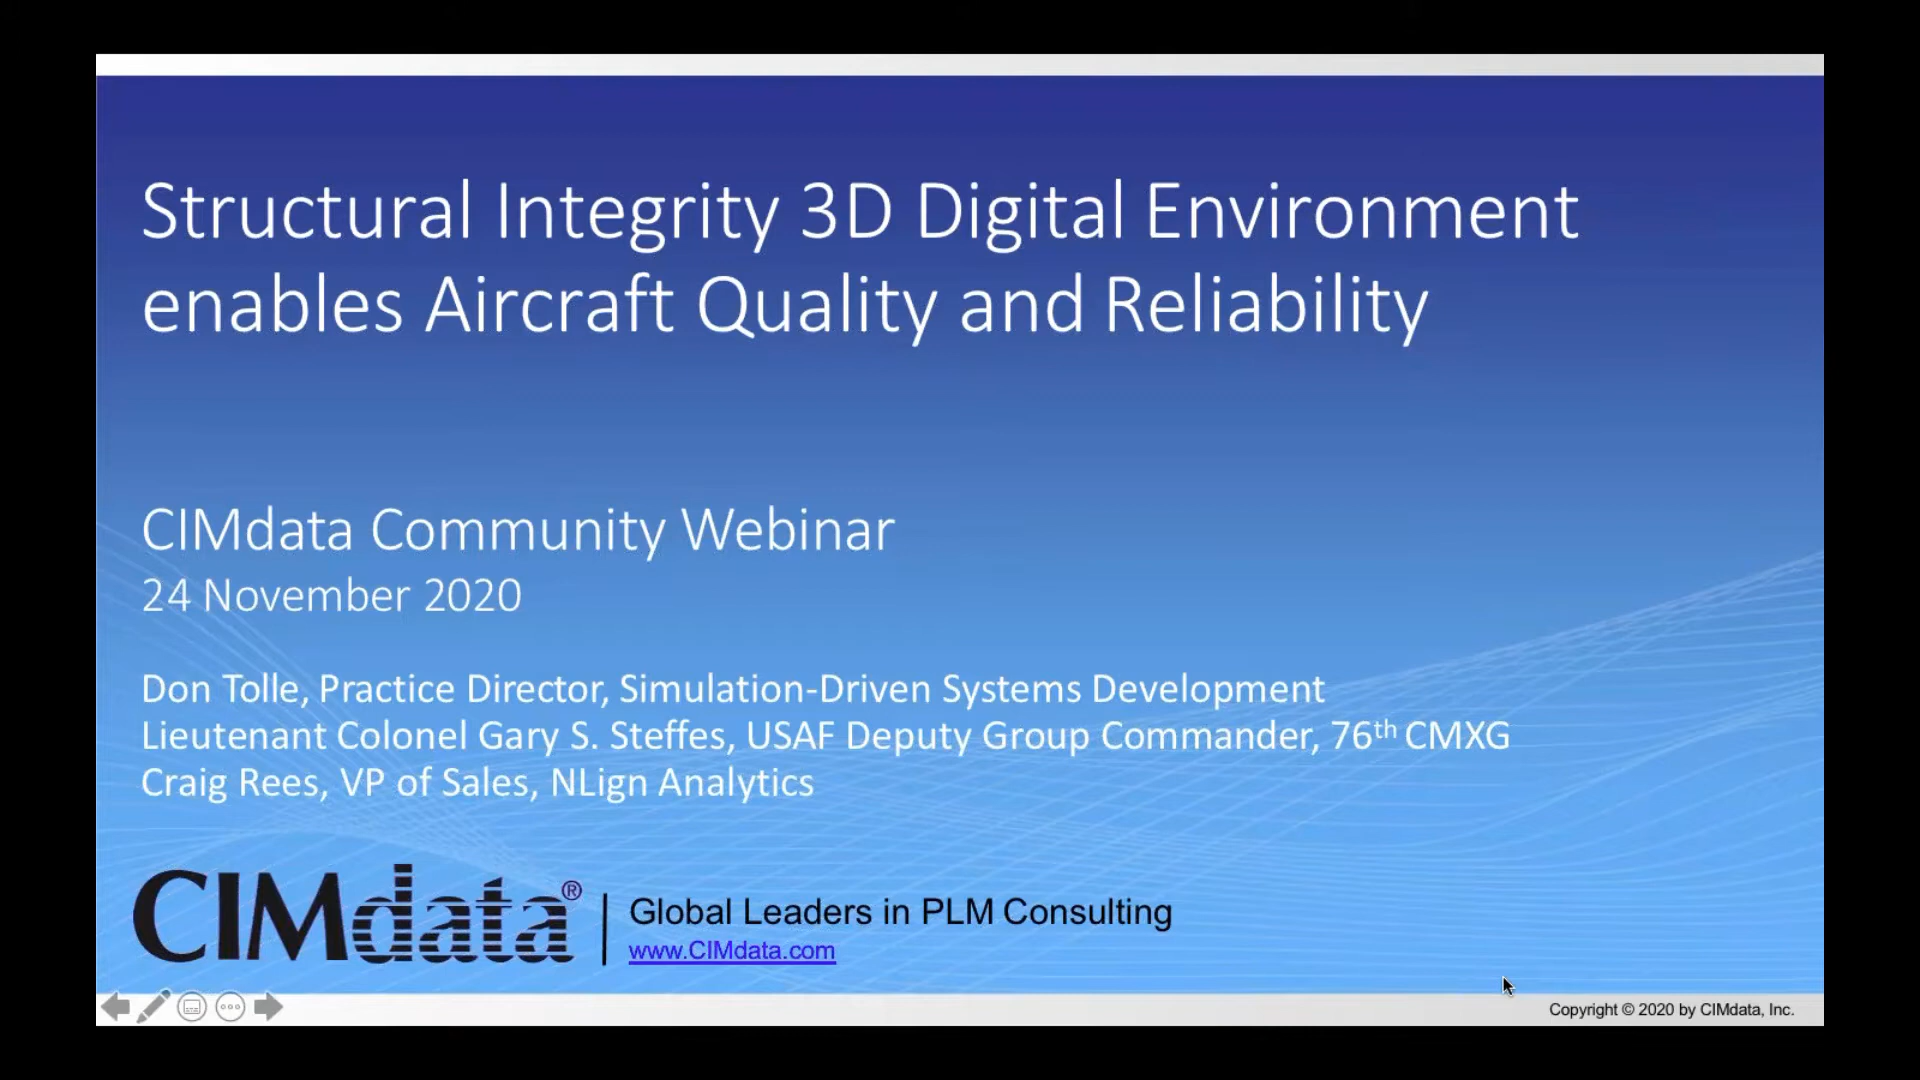 Structural Integrity 3D Digital Environment
enables Aircraft Quality and Reliability
CIMdata Community Webinar
24 November 2020
Don Tolle, Practice Director, Simulation-Driven Systems Development
Lieutenant Colonel Gary S. Steffes, USAF Deputy Group Commander, 76th CMXG
Craig Rees, VP of Sales, NLign Analytics
CIMdata®
Global Leaders in PLM Consulting
www.CIMdata.com
Copyright © 2020 by CIMdata, Inc.